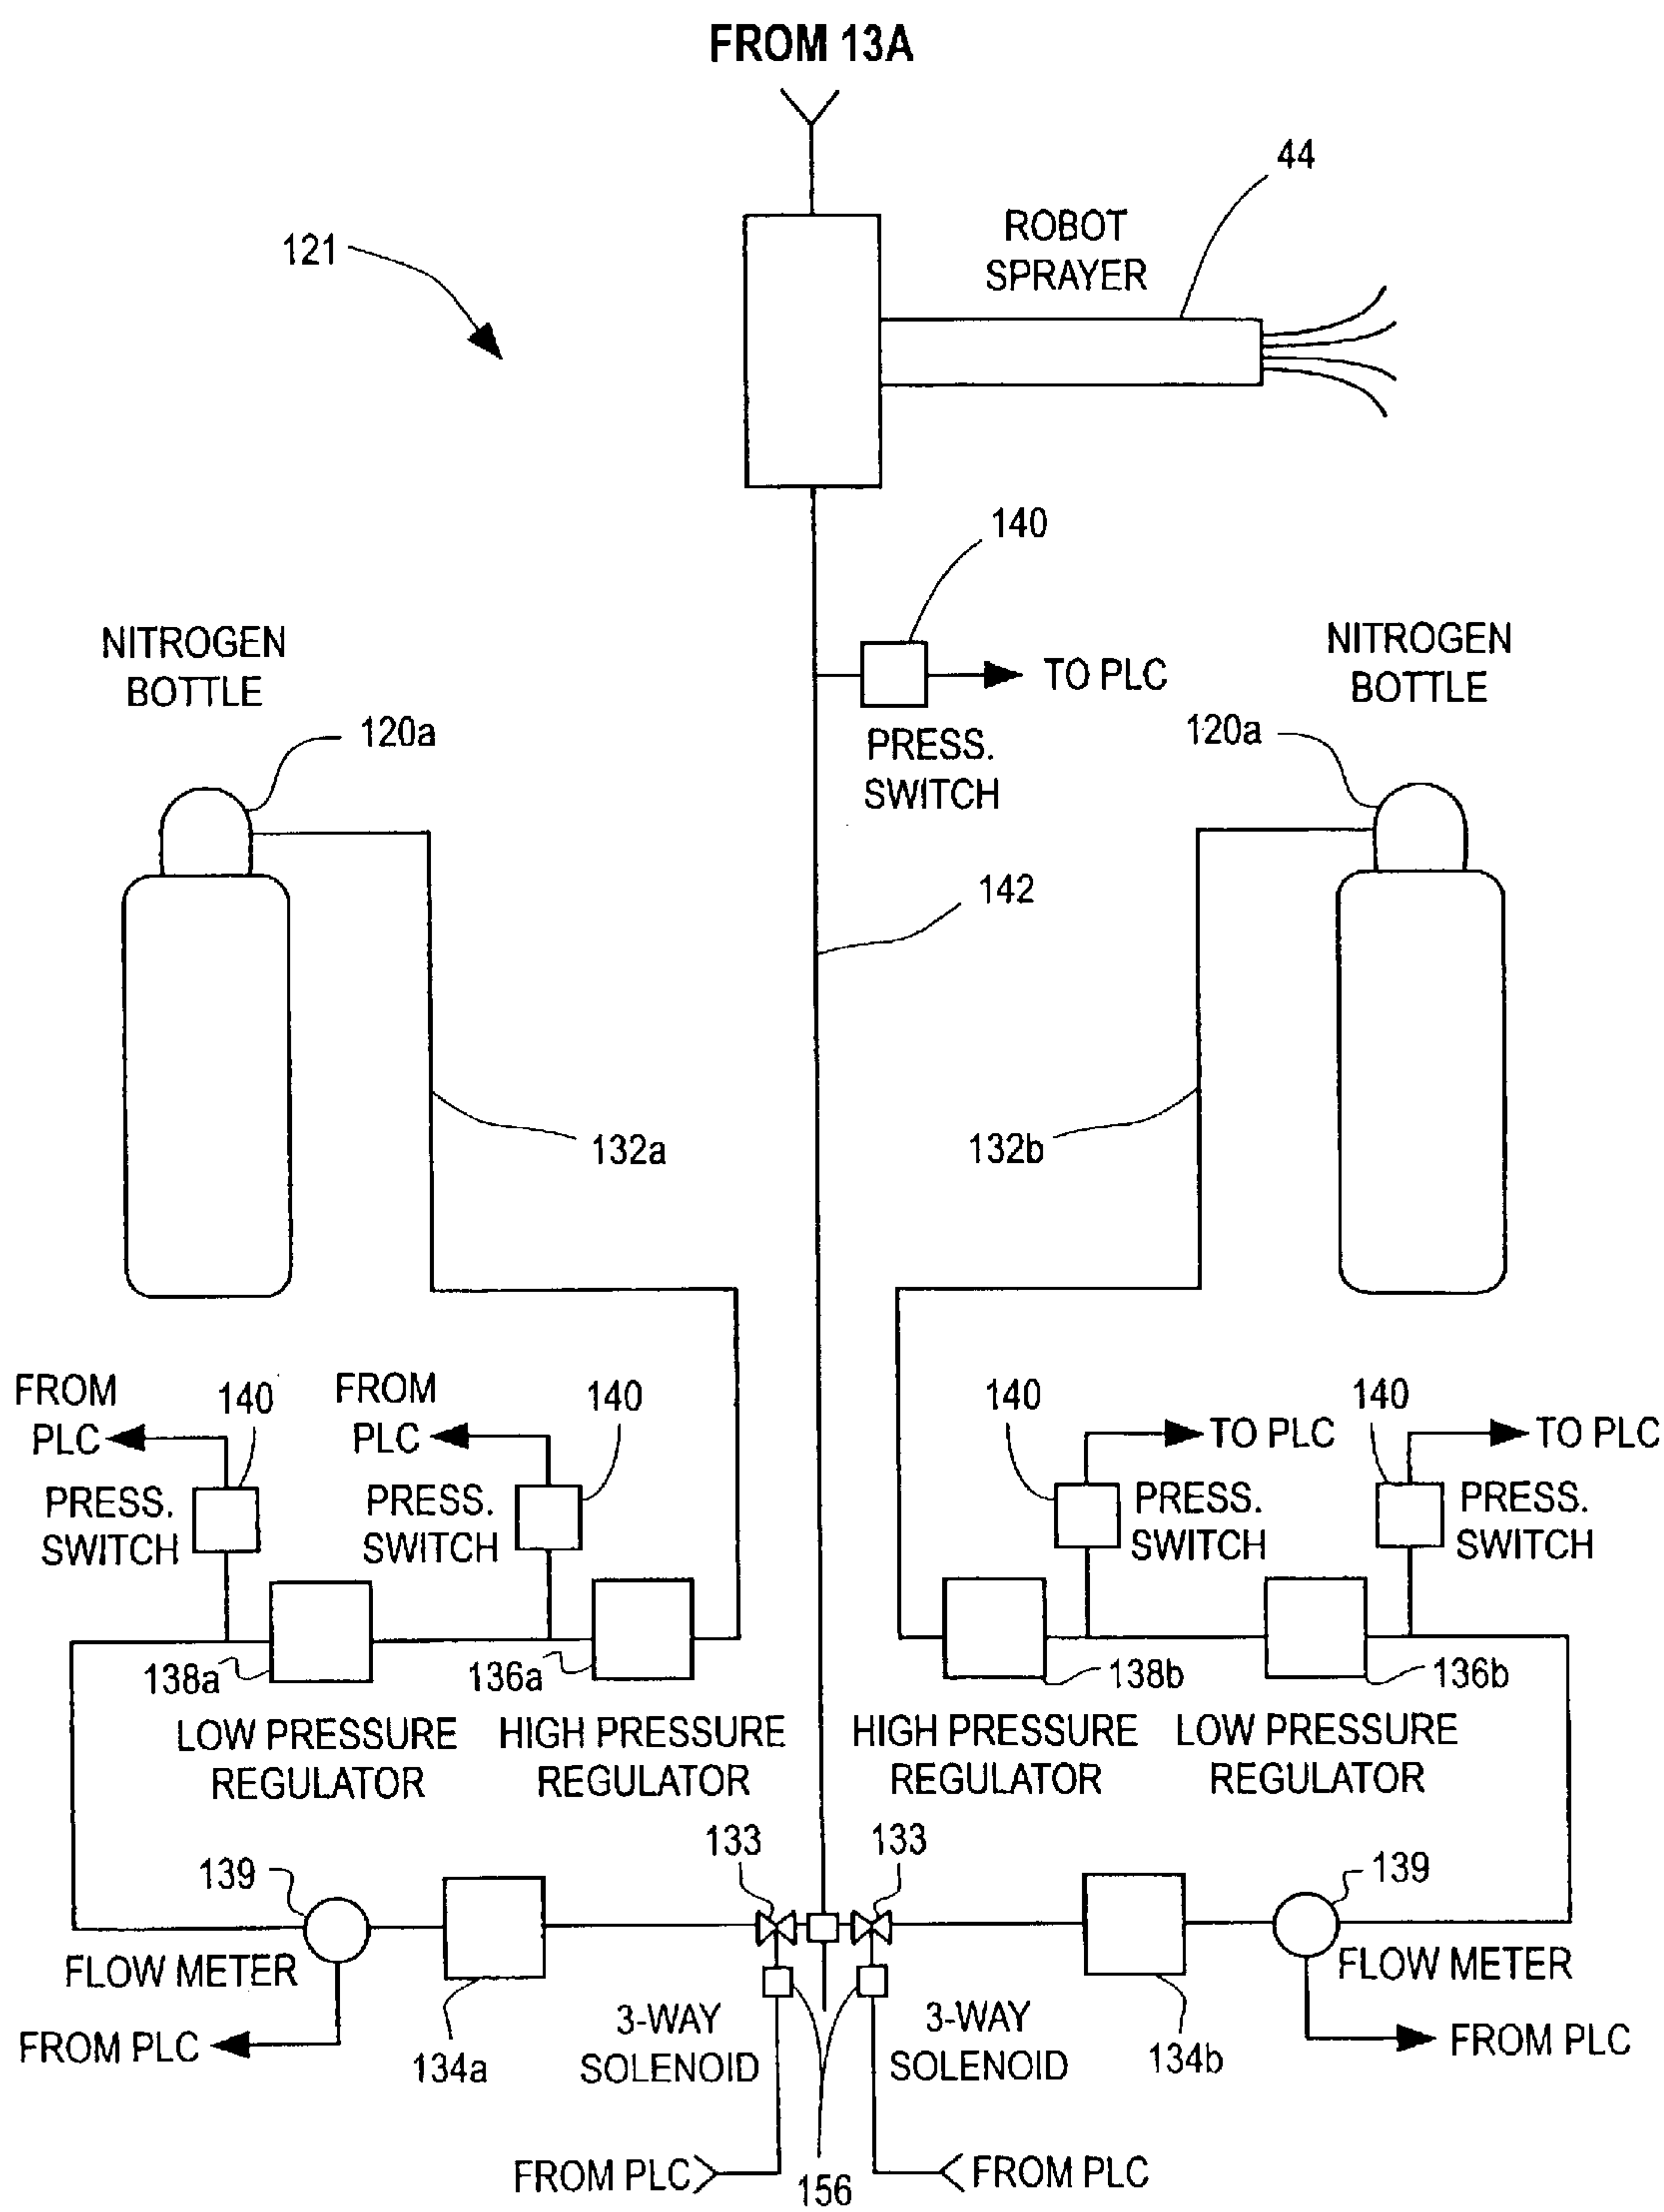 FROM 13A
44
ROBOT
SPRAYER
121
140
TO PLC
PRESS.
SWITCH
NITROGEN
BOTTLE
120a
NITROGEN
BOTTLE
120a
142
132a
132b
FROM
PLC
140
PRESS.
SWITCH
FROM
PLC
140
PRESS.
SWITCH
140
TO PLC
PRESS.
SWITCH
140
TO PLC
PRESS.
SWITCH
138a
136a
138b
136b
LOW PRESSURE
REGULATOR
HIGH PRESSURE
REGULATOR
HIGH PRESSURE
REGULATOR
LOW PRESSURE
REGULATOR
133
133
139
139
FLOW METER
FLOW METER
FROM PLC
134a
3-WAY
SOLENOID
3-WAY
SOLENOID
134b
FROM PLC
FROM PLC
156
FROM PLC